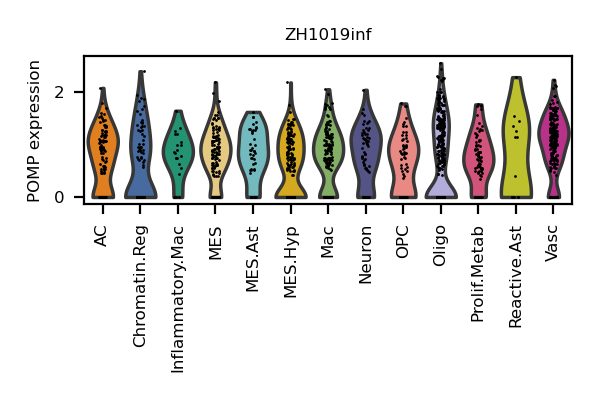 ZH1019inf
POMP expression
2
0
AC
Chromatin.Reg
Inflammatory.Mac
MES
MES.Ast
MES.Hyp
Mac
Neuron
OPC
Oligo
Prolif.Metab
Reactive.Ast
Vasc